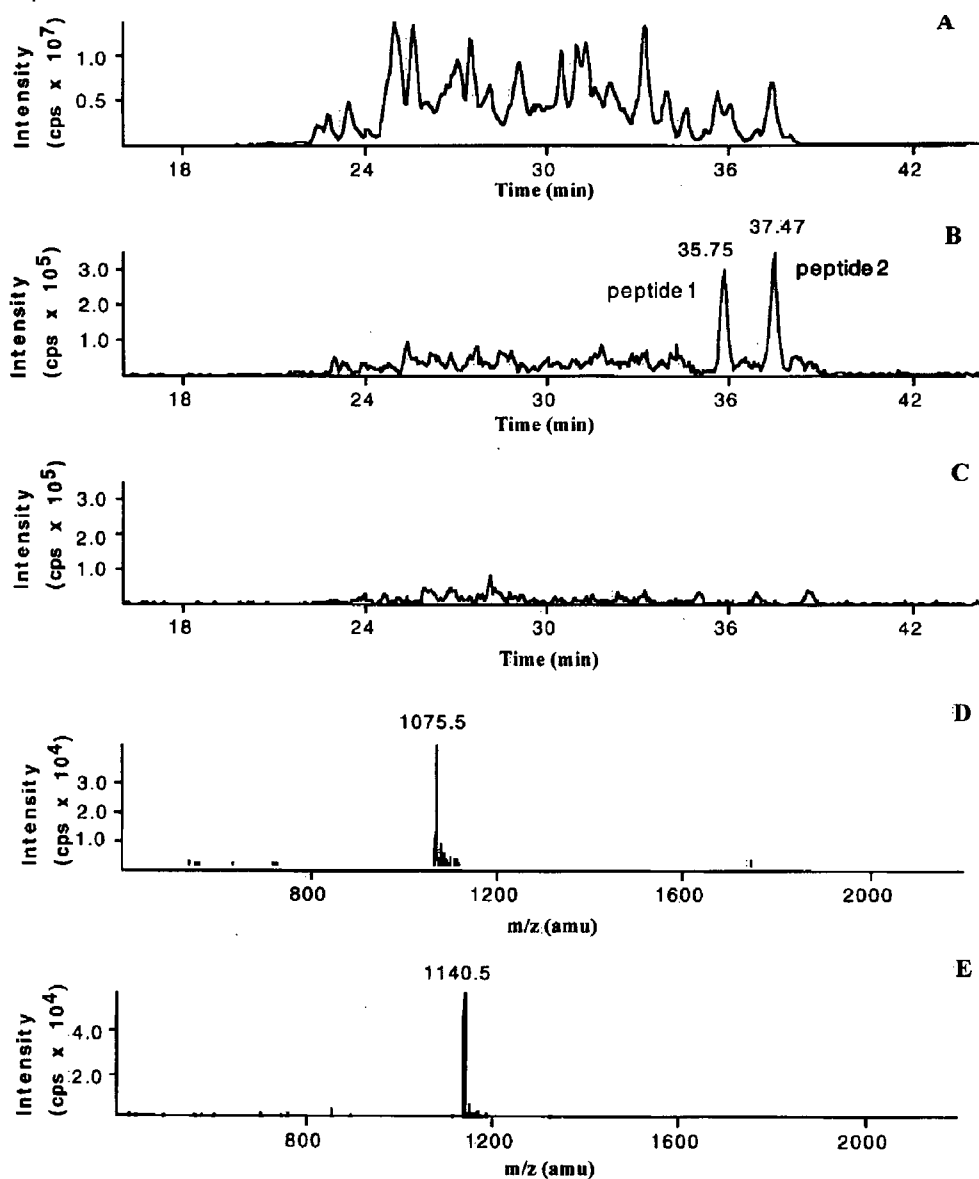 A
Intensity
(cps x 10^7)
1.0
0.5
18 24 30 36 42
Time (min)
B
37.47
35.75
peptide 1
peptide 2
Intensity
(cps x 10^5)
3.0
2.0
1.0
18 24 30 36 42
Time (min)
C
Intensity
(cps x 10^5)
3.0
2.0
1.0
18 24 30 36 42
Time (min)
D
1075.5
Intensity
(cps x 10^4)
3.0
2.0
1.0
800 1200 1600 2000
m/z (amu)
E
1140.5
Intensity
(cps x 10^4)
4.0
2.0
800 1200 1600 2000
m/z (amu)